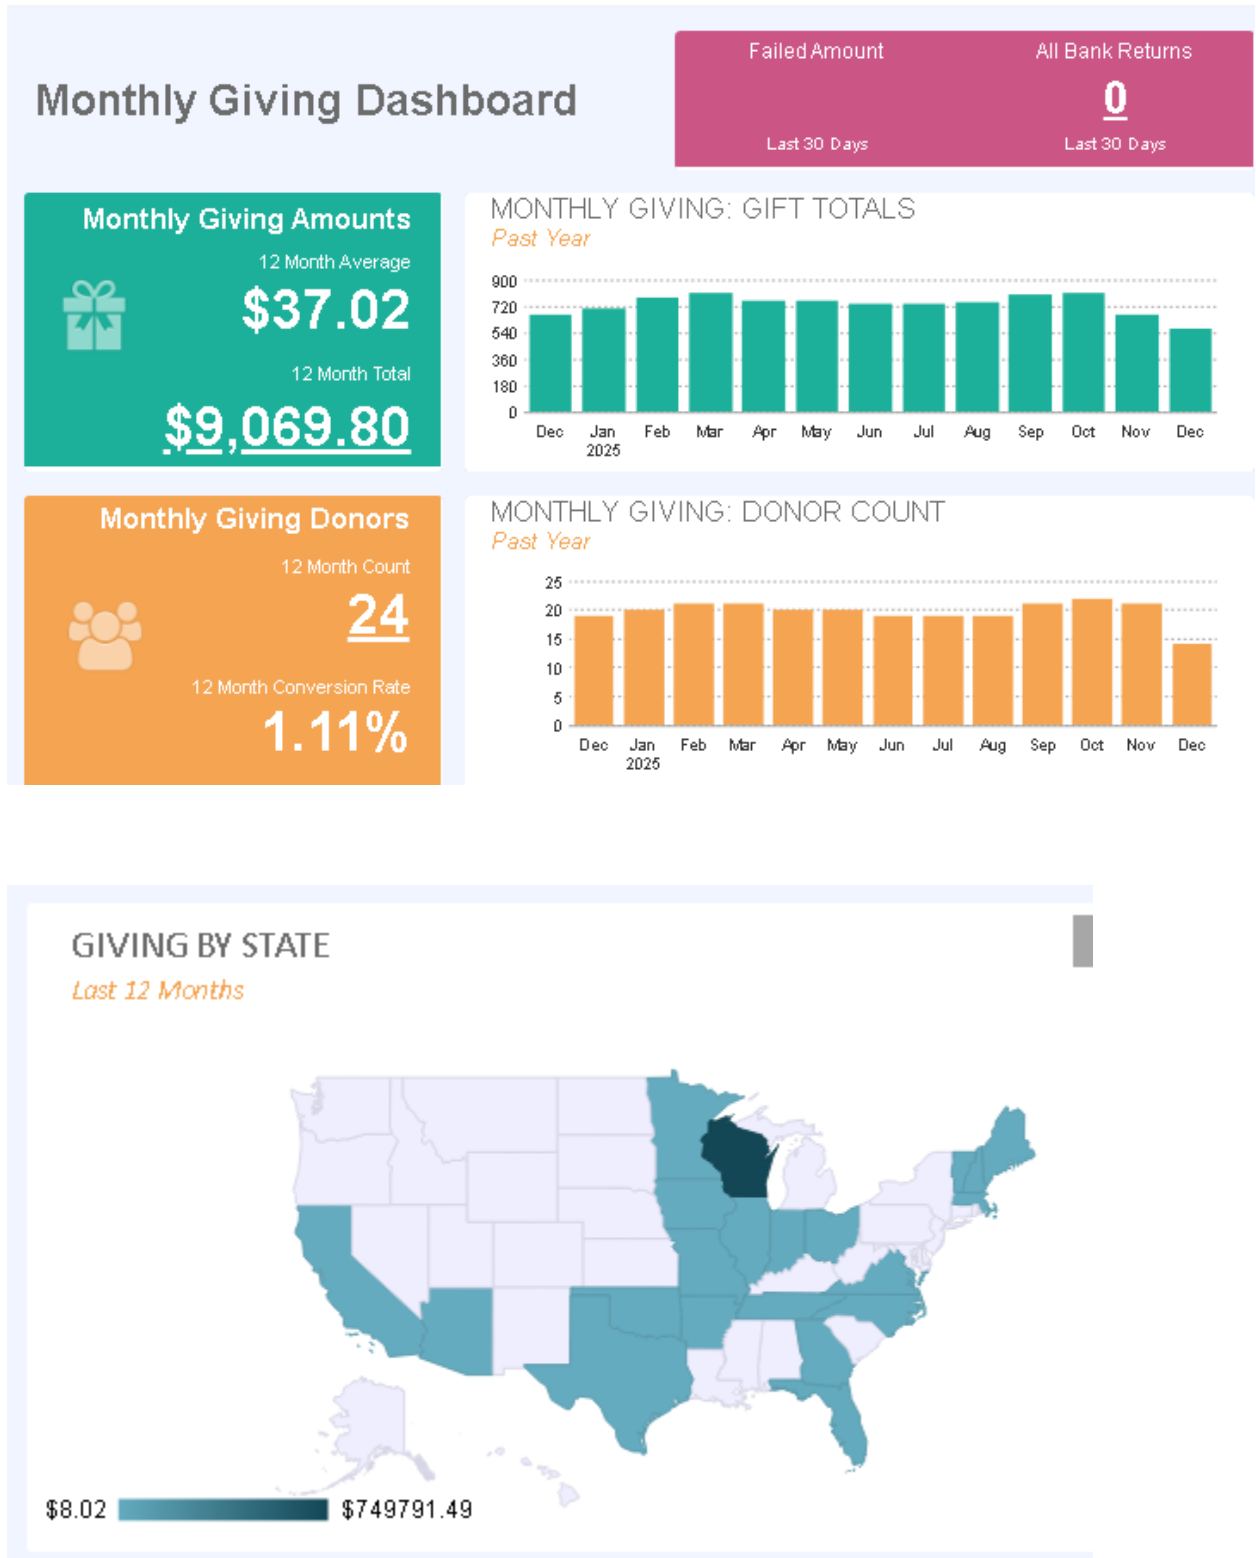 Monthly Giving Dashboard
Failed Amount
Last 30 Days
All Bank Returns
0
Last 30 Days
Monthly Giving Amounts
12 Month Average
$37.02
12 Month Total
$9,069.80
MONTHLY GIVING: GIFT TOTALS
Past Year
900
720
540
360
180
0
Dec Jan Feb Mar Apr May Jun Jul Aug Sep Oct Nov Dec
2025
Monthly Giving Donors
12 Month Count
24
12 Month Conversion Rate
1.11%
MONTHLY GIVING: DONOR COUNT
Past Year
25
20
15
10
5
0
Dec Jan Feb Mar Apr May Jun Jul Aug Sep Oct Nov Dec
2025
GIVING BY STATE
Last 12 Months
$8.02 $749791.49